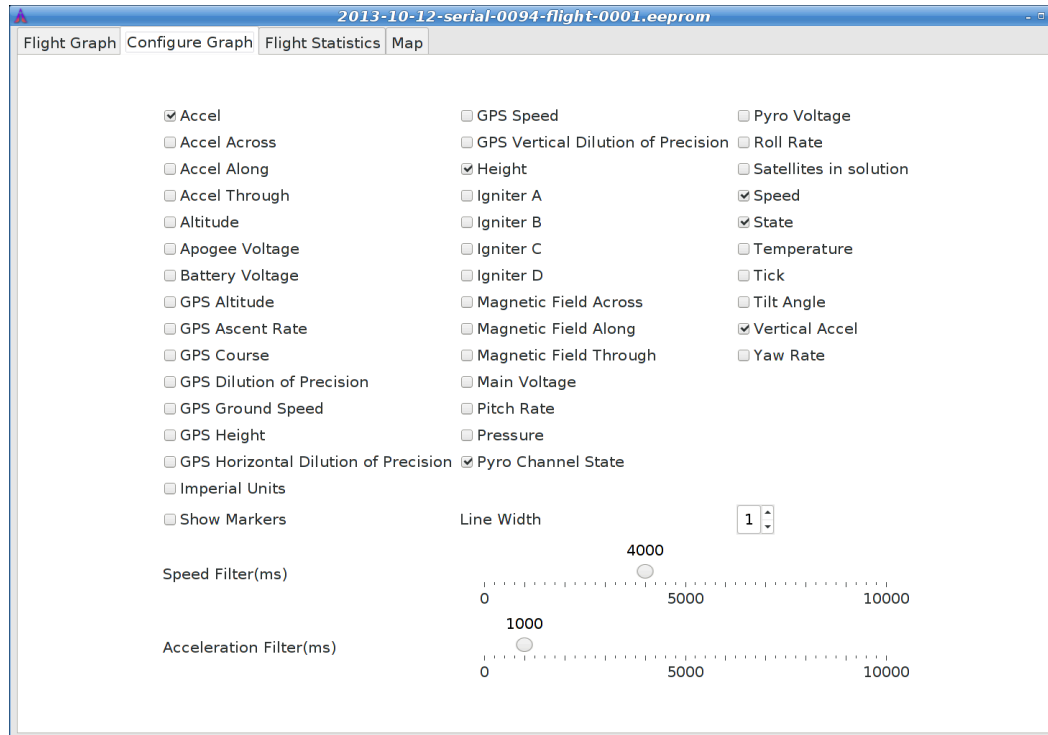 2013-10-12-serial-0094-flight-0001.eeprom
Flight Graph Configure Graph Flight Statistics Map
Accel GPS Speed Pyro Voltage
Accel Across GPS Vertical Dilution of Precision Roll Rate
Accel Along Height Satellites in solution
Accel Through Igniter A Speed
Altitude Igniter B State
Apogee Voltage Igniter C Temperature
Battery Voltage Igniter D Tick
GPS Altitude Magnetic Field Across Tilt Angle
GPS Ascent Rate Magnetic Field Along Vertical Accel
GPS Course Magnetic Field Through Yaw Rate
GPS Dilution of Precision Main Voltage
GPS Ground Speed Pitch Rate
GPS Height Pressure
GPS Horizontal Dilution of Precision Pyro Channel State
Imperial Units
Show Markers Line Width 1
4000
Speed Filter(ms)
0 5000 10000
1000
Acceleration Filter(ms)
0 5000 10000